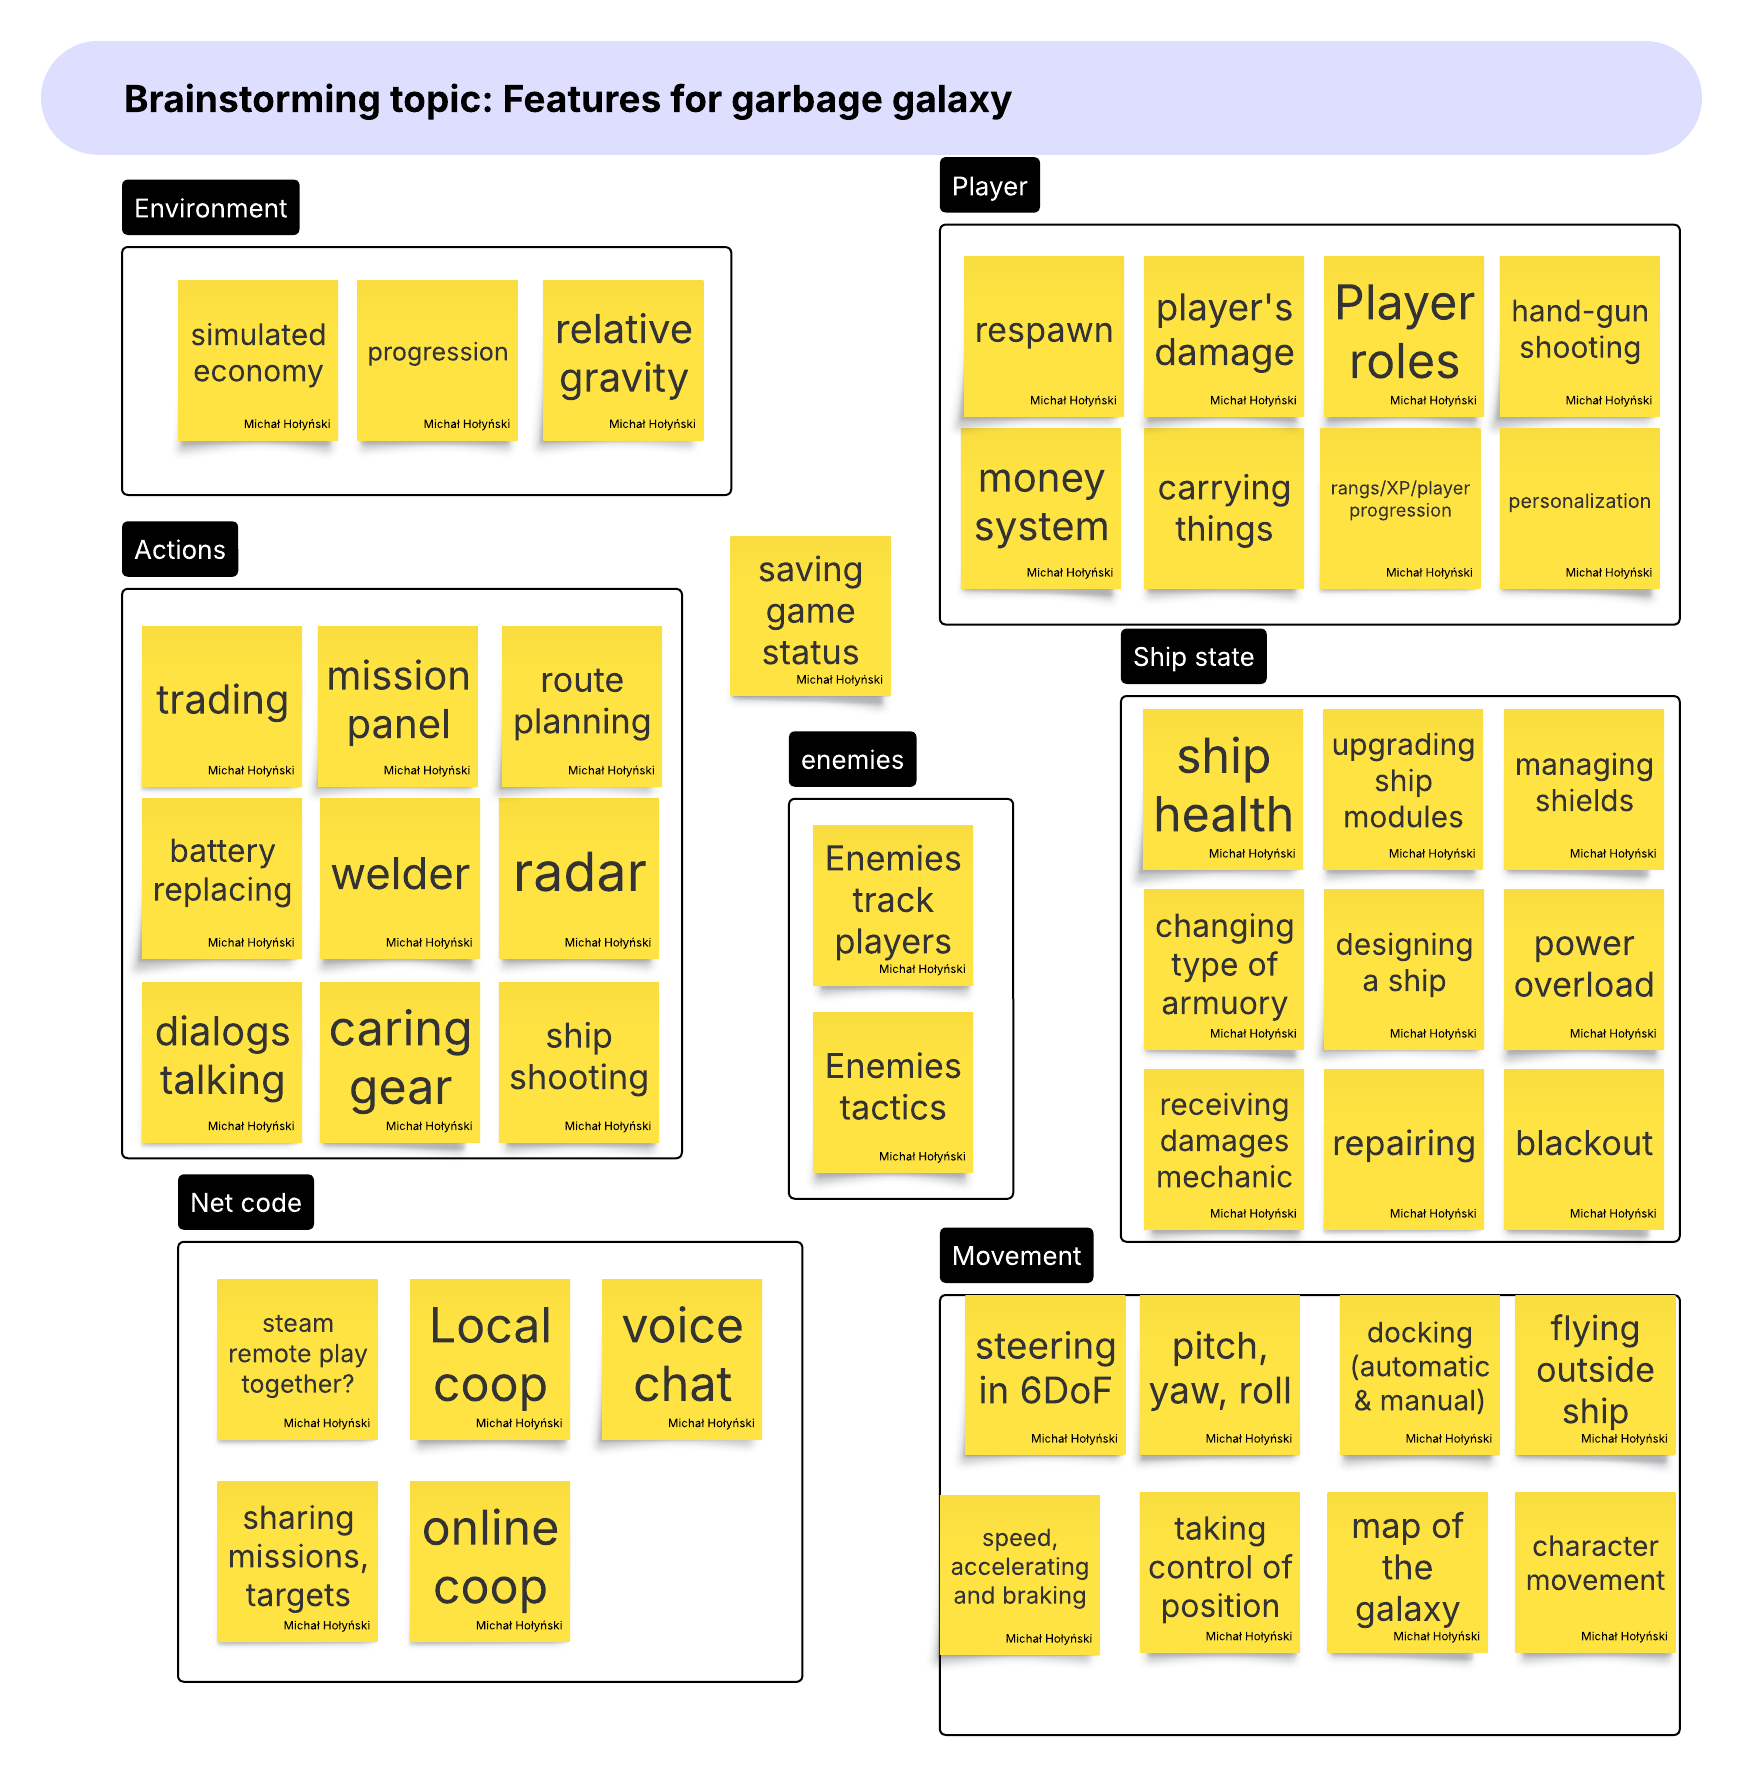 Brainstorming topic: Features for garbage galaxy
Environment
simulated
economy
Michał Hołyński
progression
Michał Hołyński
relative
gravity
Michał Hołyński
Player
respawn
Michał Hołyński
player's
damage
Michał Hołyński
Player
roles
Michał Hołyński
hand-gun
shooting
Michał Hołyński
money
system
Michał Hołyński
carrying
things
rangs/XP/player
progression
Michał Hołyński
personalization
Michał Hołyński
Actions
trading
Michał Hołyński
mission
panel
Michał Hołyński
route
planning
Michał Hołyński
battery
replacing
Michał Hołyński
welder
Michał Hołyński
radar
Michał Hołyński
dialogs
talking
Michał Hołyński
caring
gear
Michał Hołyński
ship
shooting
Michał Hołyński
saving
game
status
Michał Hołyński
enemies
Enemies
track
players
Michał Hołyński
Enemies
tactics
Michał Hołyński
Ship state
ship
health
Michał Hołyński
upgrading
ship
modules
Michał Hołyński
managing
shields
Michał Hołyński
changing
type of
armuory
Michał Hołyński
designing
a ship
Michał Hołyński
power
overload
Michał Hołyński
receiving
damages
mechanic
Michał Hołyński
repairing
Michał Hołyński
blackout
Michał Hołyński
Net code
steam
remote play
together?
Michał Hołyński
Local
coop
Michał Hołyński
voice
chat
Michał Hołyński
sharing
missions,
targets
Michał Hołyński
online
coop
Michał Hołyński
Movement
steering
in 6DoF
Michał Hołyński
pitch,
yaw, roll
Michał Hołyński
docking
(automatic
& manual)
Michał Hołyński
flying
outside
ship
Michał Hołyński
speed,
accelerating
and braking
Michał Hołyński
taking
control of
position
Michał Hołyński
map of
the
galaxy
Michał Hołyński
character
movement
Michał Hołyński